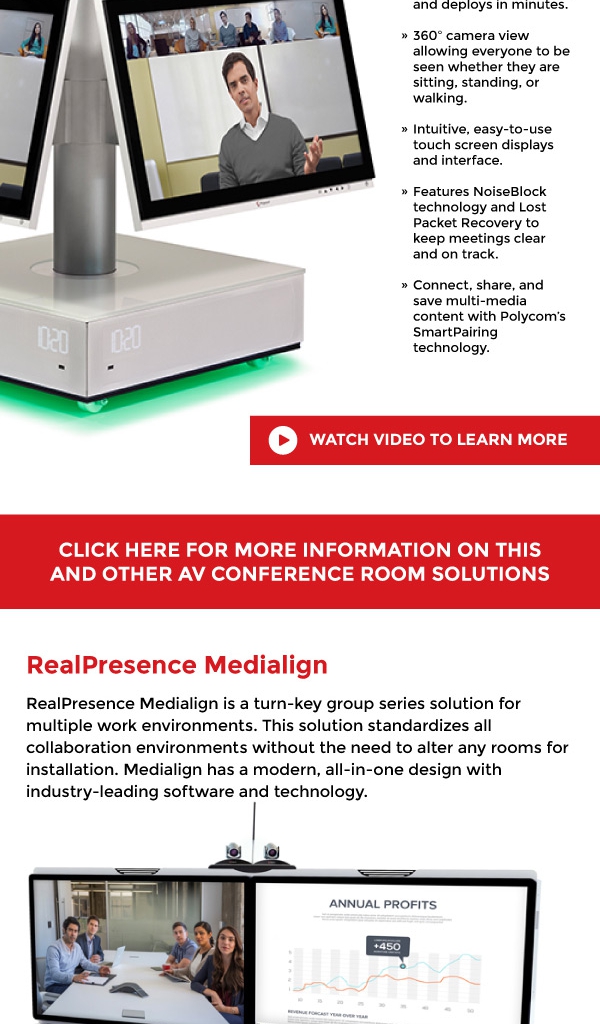 and deploys in minutes.
» 360° camera view
allowing everyone to be
seen whether they are
sitting, standing, or
walking.
» Intuitive, easy-to-use
touch screen displays
and interface.
» Features NoiseBlock
technology and Lost
Packet Recovery to
keep meetings clear
and on track.
» Connect, share, and
save multi-media
content with Polycom's
SmartPairing
technology.
10:20
10:20
WATCH VIDEO TO LEARN MORE
CLICK HERE FOR MORE INFORMATION ON THIS
AND OTHER AV CONFERENCE ROOM SOLUTIONS
RealPresence Medialign
RealPresence Medialign is a turn-key group series solution for
multiple work environments. This solution standardizes all
collaboration environments without the need to alter any rooms for
installation. Medialign has a modern, all-in-one design with
industry-leading software and technology.
ANNUAL PROFITS
+450
REVENUE FORCAST YEAR OVER YEAR